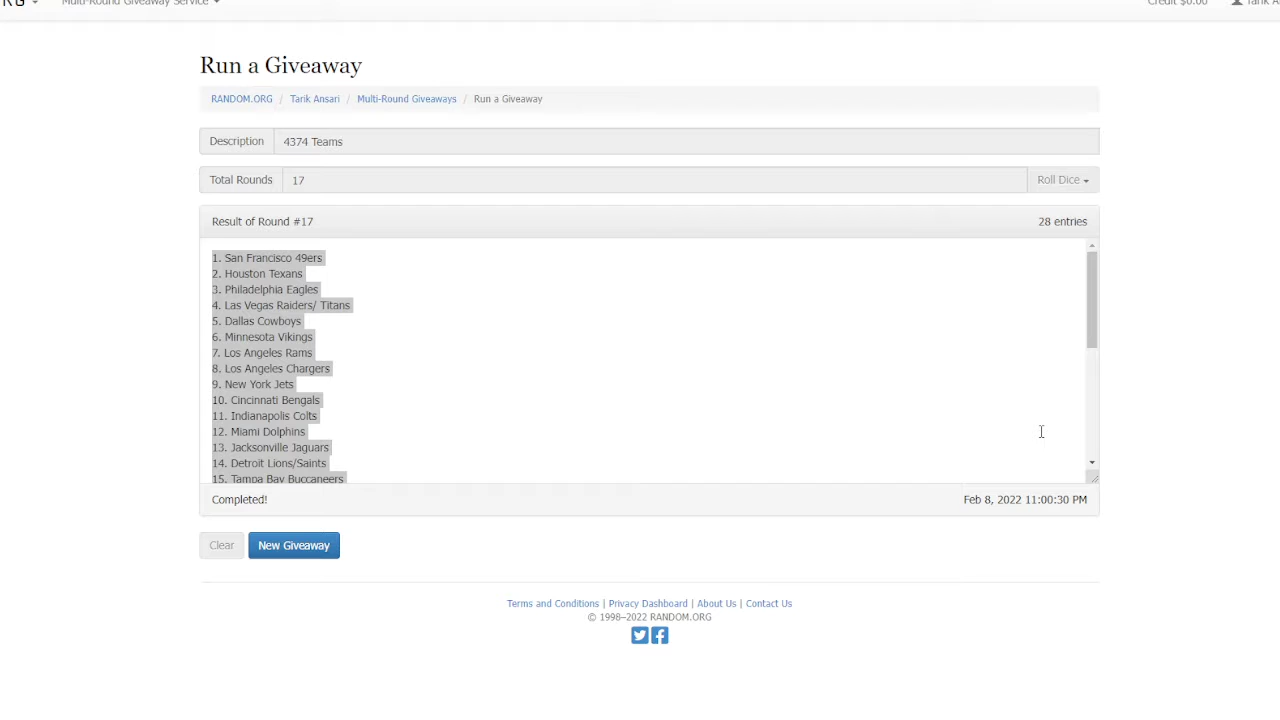 Multi-Round Giveaway Service
Credit $0.00
Run a Giveaway
RANDOM.ORG / Tarik Ansari / Multi-Round Giveaways / Run a Giveaway
Description 4374 Teams
Total Rounds 17 Roll Dice
Result of Round #17 28 entries
1. San Francisco 49ers
2. Houston Texans
3. Philadelphia Eagles
4. Las Vegas Raiders/ Titans
5. Dallas Cowboys
6. Minnesota Vikings
7. Los Angeles Rams
8. Los Angeles Chargers
9. New York Jets
10. Cincinnati Bengals
11. Indianapolis Colts
12. Miami Dolphins
13. Jacksonville Jaguars
14. Detroit Lions/Saints
15. Tampa Bay Buccaneers
Completed! Feb 8, 2022 11:00:30 PM
Clear New Giveaway
Terms and Conditions | Privacy Dashboard | About Us | Contact Us
© 1998–2022 RANDOM.ORG